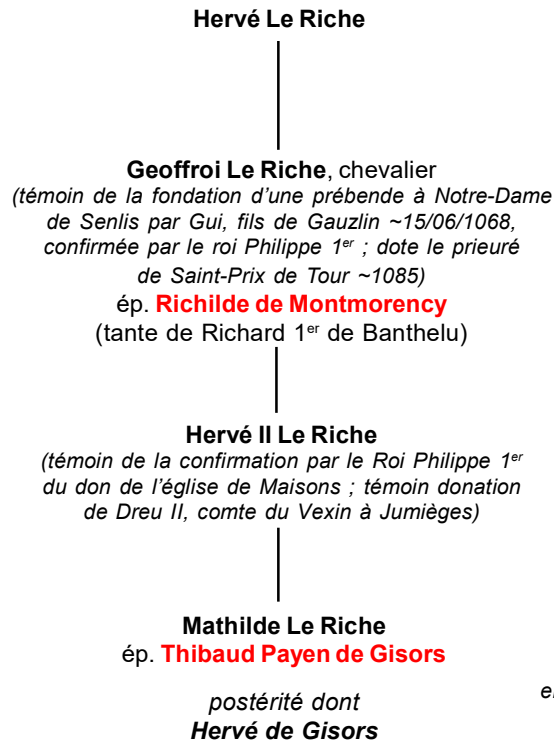 Hervé Le Riche
Geoffroi Le Riche, chevalier
(témoin de la fondation d'une prébende à Notre-Dame
de Senlis par Gui, fils de Gauzlin ~15/06/1068,
confirmée par le roi Philippe 1er ; dote le prieuré
de Saint-Prix de Tour ~1085)
ép. Richilde de Montmorency
(tante de Richard 1er de Banthelu)
Hervé II Le Riche
(témoin de la confirmation par le Roi Philippe 1er
du don de l'église de Maisons ; témoin donation
de Dreu II, comte du Vexin à Jumièges)
Mathilde Le Riche
ép. Thibaud Payen de Gisors
postérité dont
Hervé de Gisors